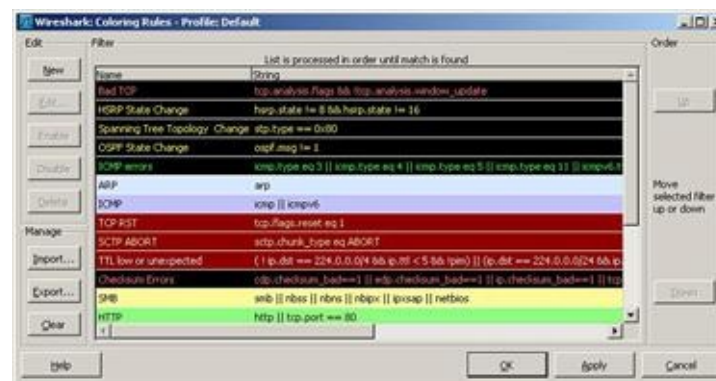 Wireshark: Coloring Rules - Profile: Default
Edit
Filter
Order
List is processed in order until match is found
New
Name String
Bad TCP tcp.analysis.flags && !tcp.analysis.window_update
Edit...
HSRP State Change hsrp.state != 8 && hsrp.state != 16
Up
Spanning Tree Topology Change stp.type == 0x80
Enable
OSPF State Change ospf.msg != 1
Disable
ICMP errors icmp.type eq 3 || icmp.type eq 4 || icmp.type eq 5 || icmp.type eq 11 || icmpv6.t
ARP arp
Delete
ICMP icmp || icmpv6
Move
selected filter
up or down
TCP RST tcp.flags.reset eq 1
Manage
SCTP ABORT sctp.chunk_type eq ABORT
Import...
TTL low or unexpected ( ! ip.dst == 224.0.0.0/4 && ip.ttl < 5 && !pim) || (ip.dst == 224.0.0.0/24 && ip
Checksum Errors cdp.checksum_bad==1 || edp.checksum_bad==1 || ip.checksum_bad==1 || tcp
Export...
SMB smb || nbss || nbns || nbipx || ipxsap || netbios
Down
Clear
HTTP http || tcp.port == 80
Help
OK
Apply
Cancel